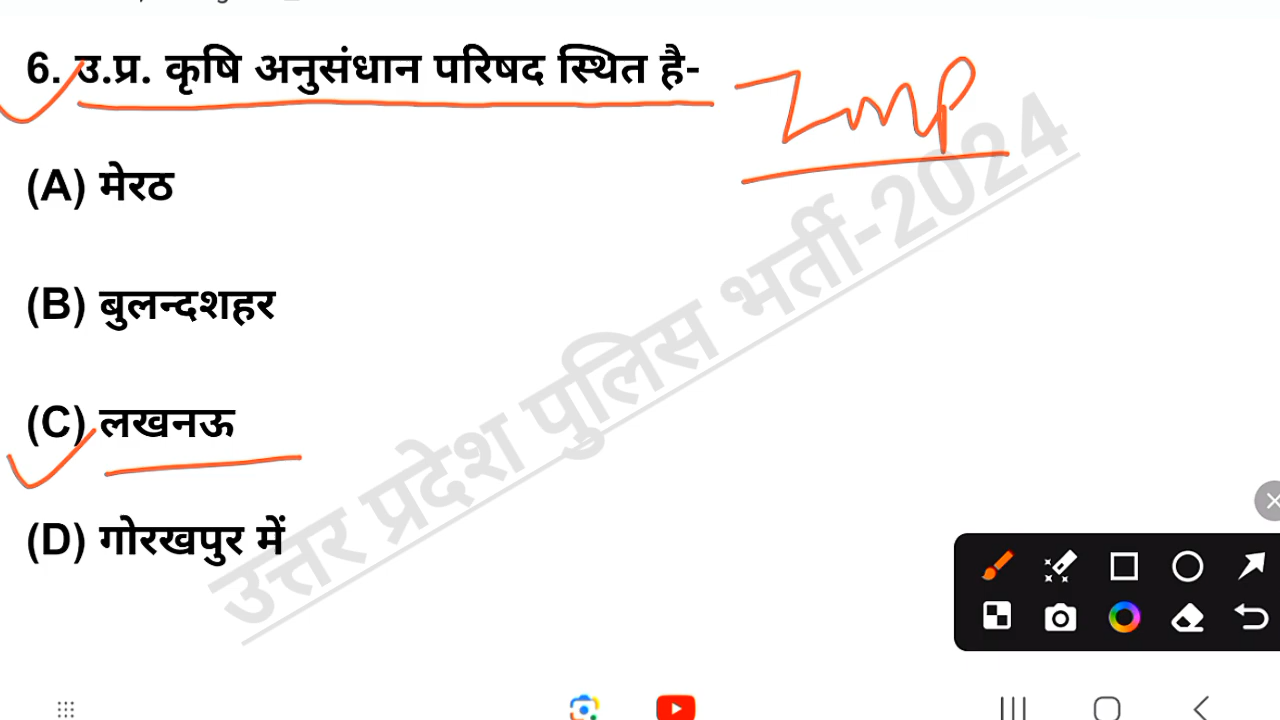 6. उ.प्र. कृषि अनुसंधान परिषद स्थित है-
Imp
(A) मेरठ
(B) बुलन्दशहर
(C) लखनऊ
(D) गोरखपुर में
उत्तर प्रदेश पुलिस भर्ती-2024